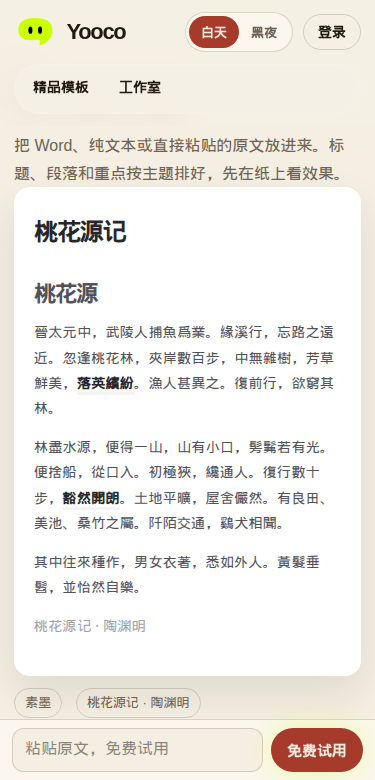 Yooco
白天 黑夜 登录
精品模板 工作室
把 Word、纯文本或直接粘贴的原文放进来。标
题、段落和重点按主题排好，先在纸上看效果。
桃花源记
桃花源
晉太元中，武陵人捕魚爲業。緣溪行，忘路之遠
近。忽逢桃花林，夾岸數百步，中無雜樹，芳草
鮮美，落英繽紛。漁人甚異之。復前行，欲窮其
林。
林盡水源，便得一山，山有小口，髣髴若有光。
便捨船，從口入。初極狹，纔通人。復行數十
步，豁然開朗。土地平曠，屋舍儼然。有良田、
美池、桑竹之屬。阡陌交通，鷄犬相聞。
其中往來種作，男女衣著，悉如外人。黃髮垂
髫，並怡然自樂。
桃花源记 · 陶渊明
素墨 桃花源记 · 陶渊明
粘贴原文，免费试用 免费试用